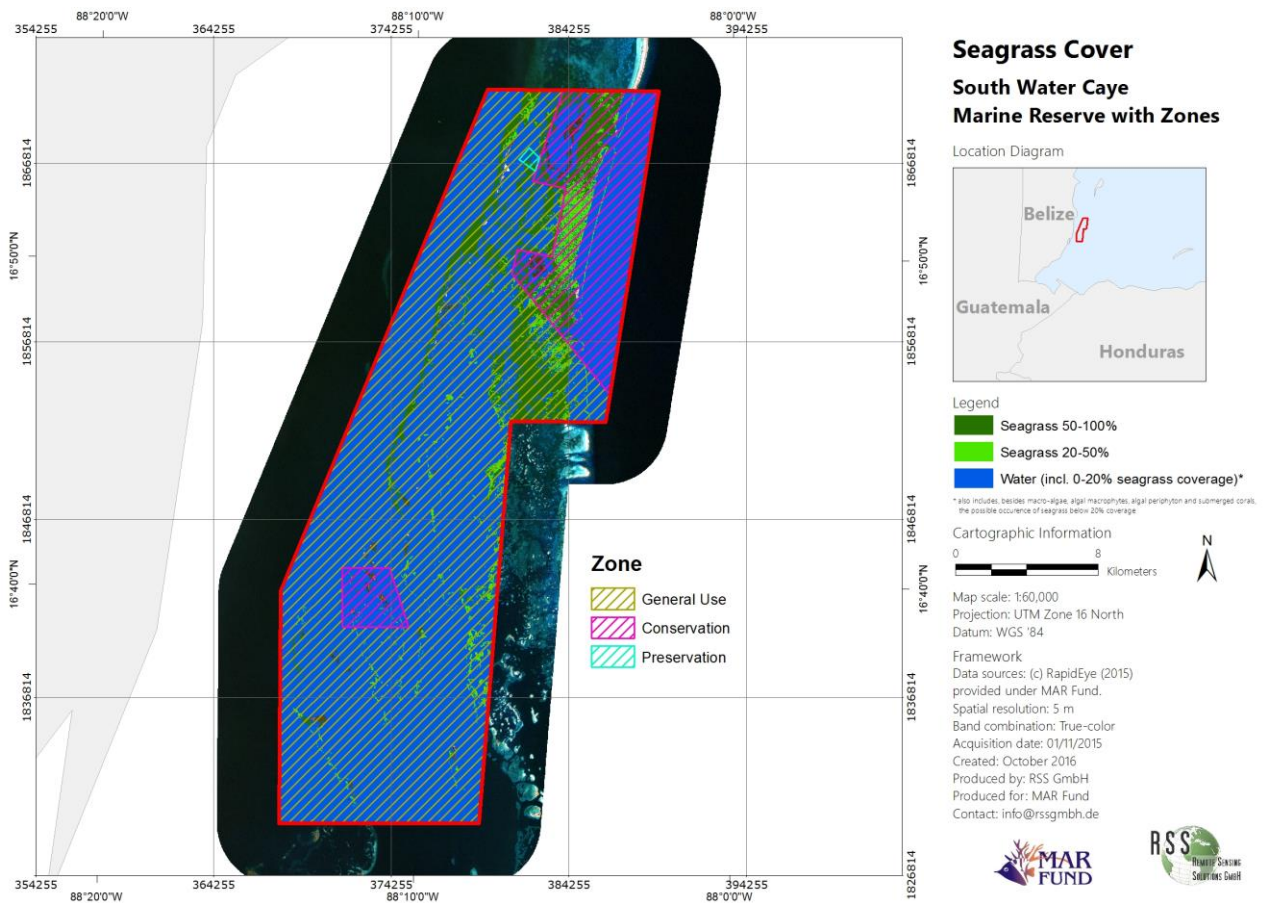 88°20'0"W 88°10'0"W 88°0'0"W
354255 364255 374255 384255 394255
1866814 1866814
16°50'0"N 16°50'0"N
1856814 1856814
1846814 1846814
16°40'0"N 16°40'0"N
1836814 1836814
1826814
354255 364255 374255 384255 394255
88°20'0"W 88°10'0"W 88°0'0"W
Zone
General Use
Conservation
Preservation
Seagrass Cover
South Water Caye
Marine Reserve with Zones
Location Diagram
Belize
Guatemala
Honduras
Legend
Seagrass 50-100%
Seagrass 20-50%
Water (incl. 0-20% seagrass coverage)*
* also includes, besides macro-algae, algal macrophytes, algal periphyton and submerged corals,
the possible occurence of seagrass below 20% coverage
Cartographic Information
0 8
Kilometers
N
Map scale: 1:60,000
Projection: UTM Zone 16 North
Datum: WGS '84
Framework
Data sources: (c) RapidEye (2015)
provided under MAR Fund.
Spatial resolution: 5 m
Band combination: True-color
Acquisition date: 01/11/2015
Created: October 2016
Produced by: RSS GmbH
Produced for: MAR Fund
Contact: info@rssgmbh.de
MAR
FUND
RSS
REMOTE SENSING
SOLUTIONS GMBH